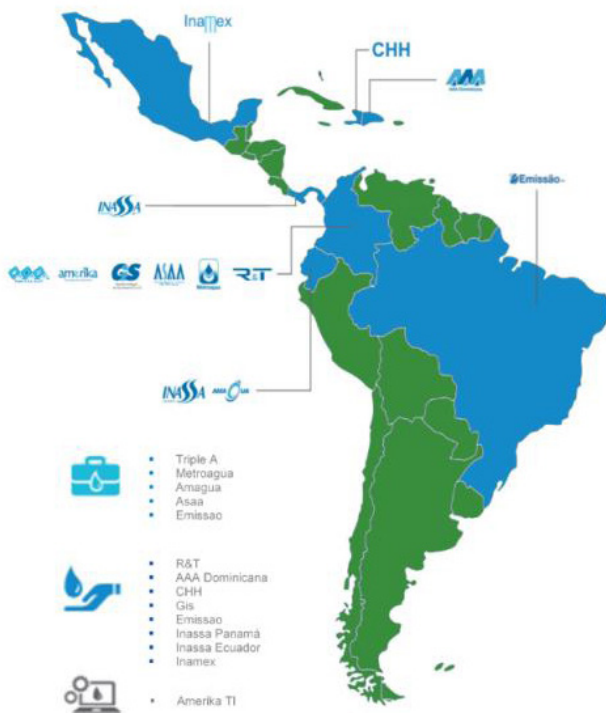 Inamex
CHH
AAA
Emissão
INASSA
amerika
GS
ASAA
Metroagua
R&T
INASSA
• Triple A
• Metroagua
• Amagua
• Asaa
• Emissao
• R&T
• AAA Dominicana
• CHH
• Gis
• Emissao
• Inassa Panamá
• Inassa Ecuador
• Inamex
• Amerika TI